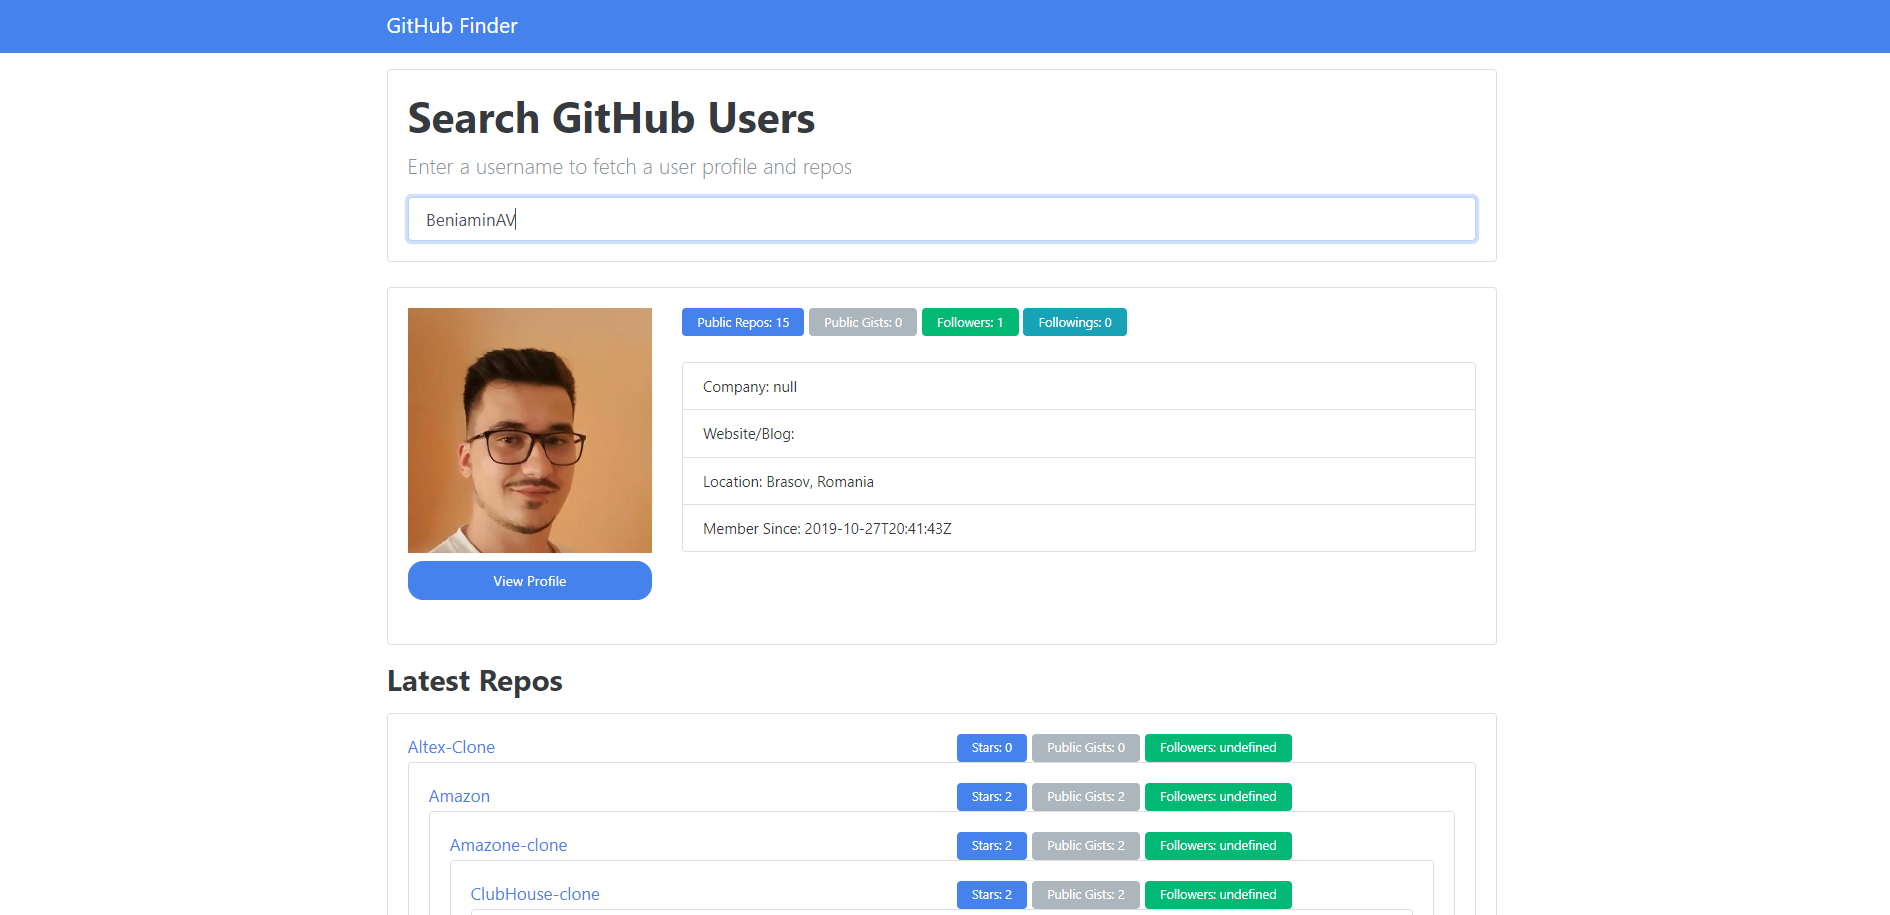 GitHub Finder
Search GitHub Users
Enter a username to fetch a user profile and repos
BeniaminAV
Public Repos: 15 Public Gists: 0 Followers: 1 Followings: 0
Company: null
Website/Blog:
Location: Brasov, Romania
Member Since: 2019-10-27T20:41:43Z
View Profile
Latest Repos
Altex-Clone Stars: 0 Public Gists: 0 Followers: undefined
Amazon Stars: 2 Public Gists: 2 Followers: undefined
Amazone-clone Stars: 2 Public Gists: 2 Followers: undefined
ClubHouse-clone Stars: 2 Public Gists: 2 Followers: undefined